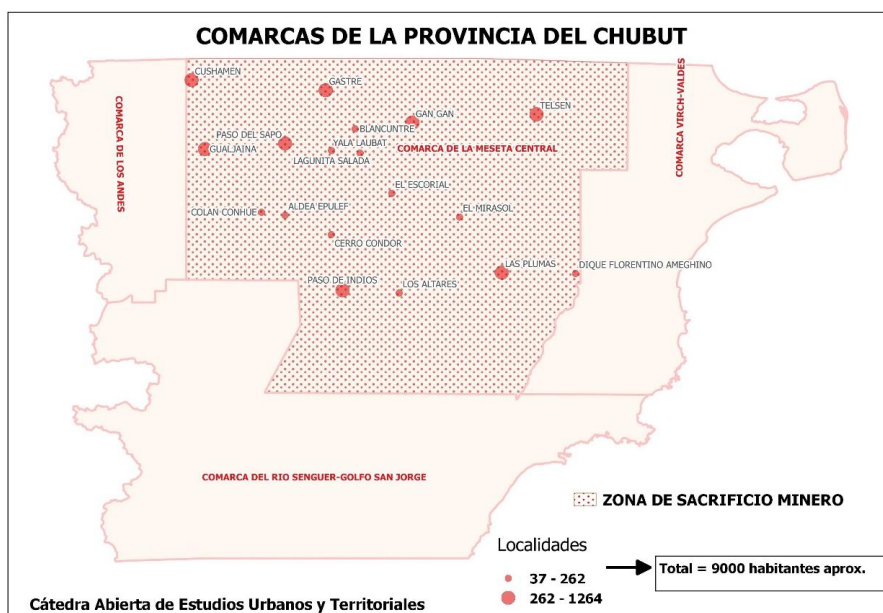 COMARCAS DE LA PROVINCIA DEL CHUBUT
CUSHAMEN
GASTRE
GAN GAN
TELSEN
BLANCUNTRE
PASO DEL SAPO
YALA LAUBAT
GUALJAINA
LAGUNITA SALADA
COMARCA DE LA MESETA CENTRAL
COMARCA DE LOS ANDES
COMARCA VIRCH-VALDES
EL ESCORIAL
COLAN CONHUE
ALDEA EPULEF
EL MIRASOL
CERRO CONDOR
LAS PLUMAS
DIQUE FLORENTINO AMEGHINO
PASO DE INDIOS
LOS ALTARES
COMARCA DEL RIO SENGUER-GOLFO SAN JORGE
ZONA DE SACRIFICIO MINERO
Localidades
37 - 262
262 - 1264
Total = 9000 habitantes aprox.
Cátedra Abierta de Estudios Urbanos y Territoriales